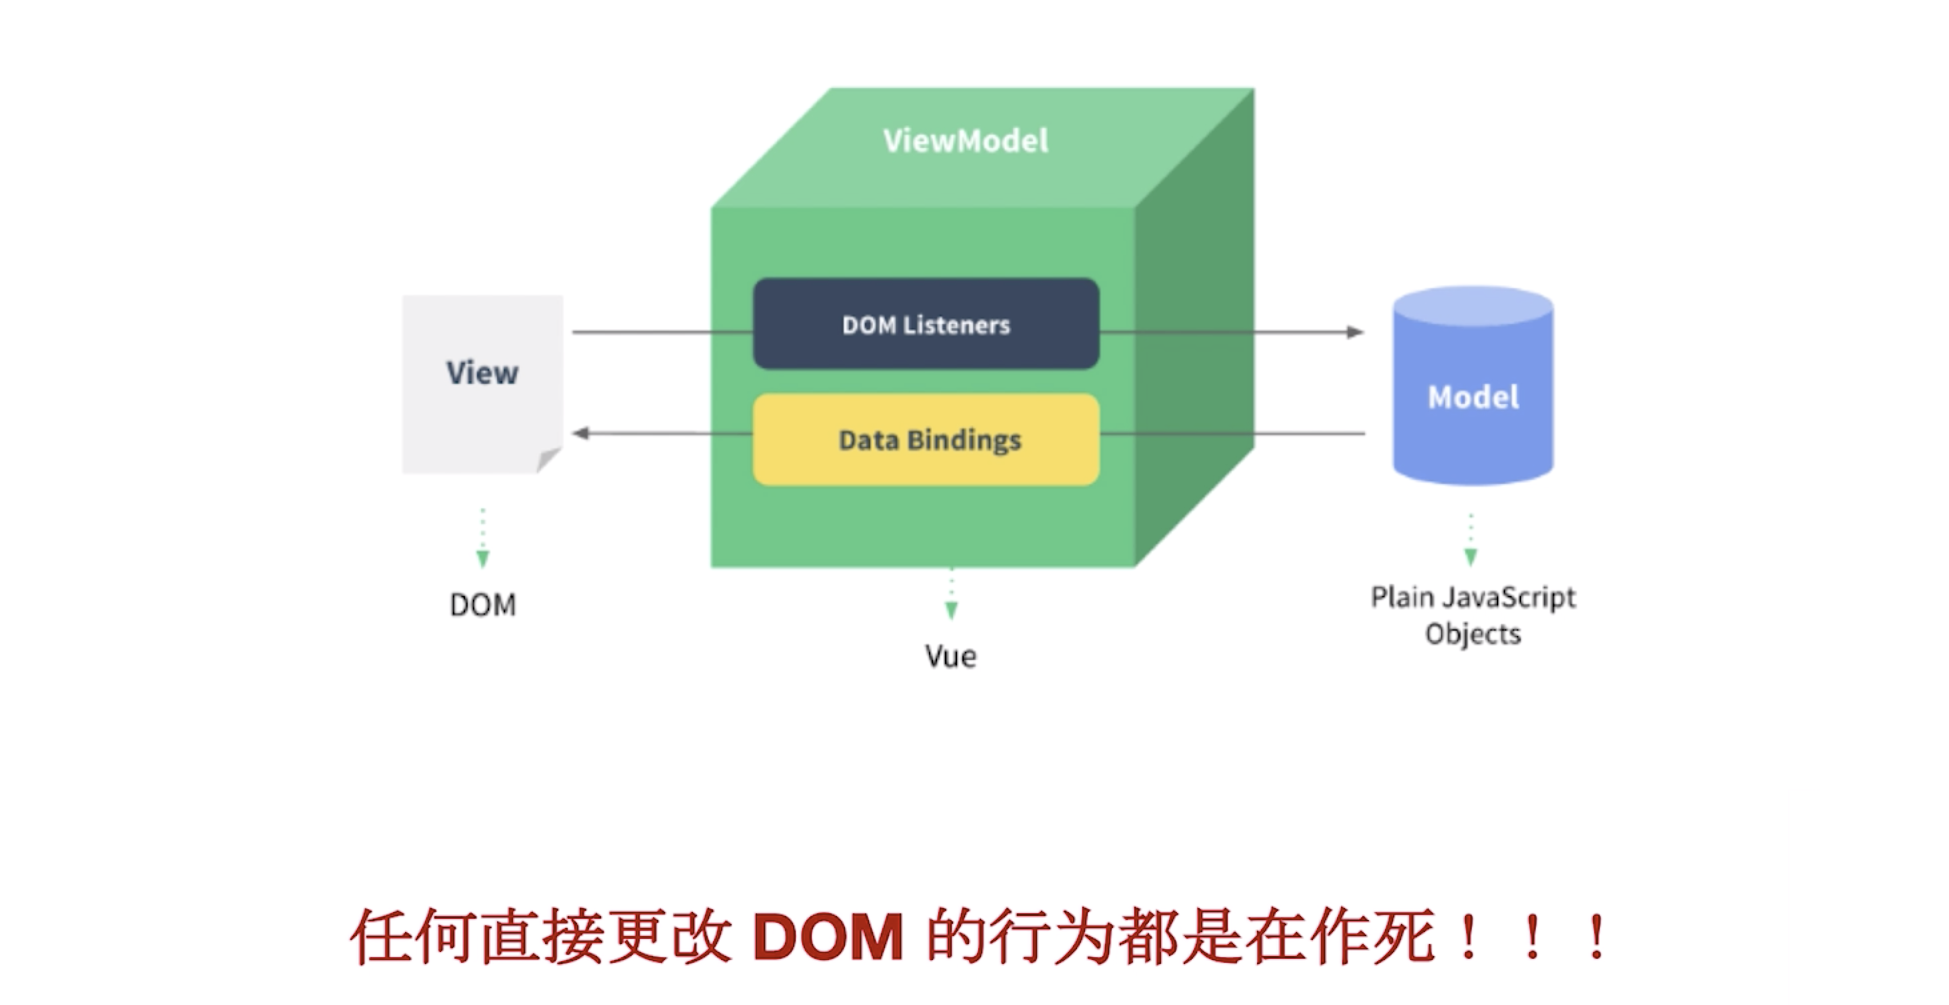 ViewModel
DOM Listeners
View
Data Bindings
Model
DOM
Plain JavaScript
Objects
Vue
任何直接更改 DOM 的行为都是在作死！！！